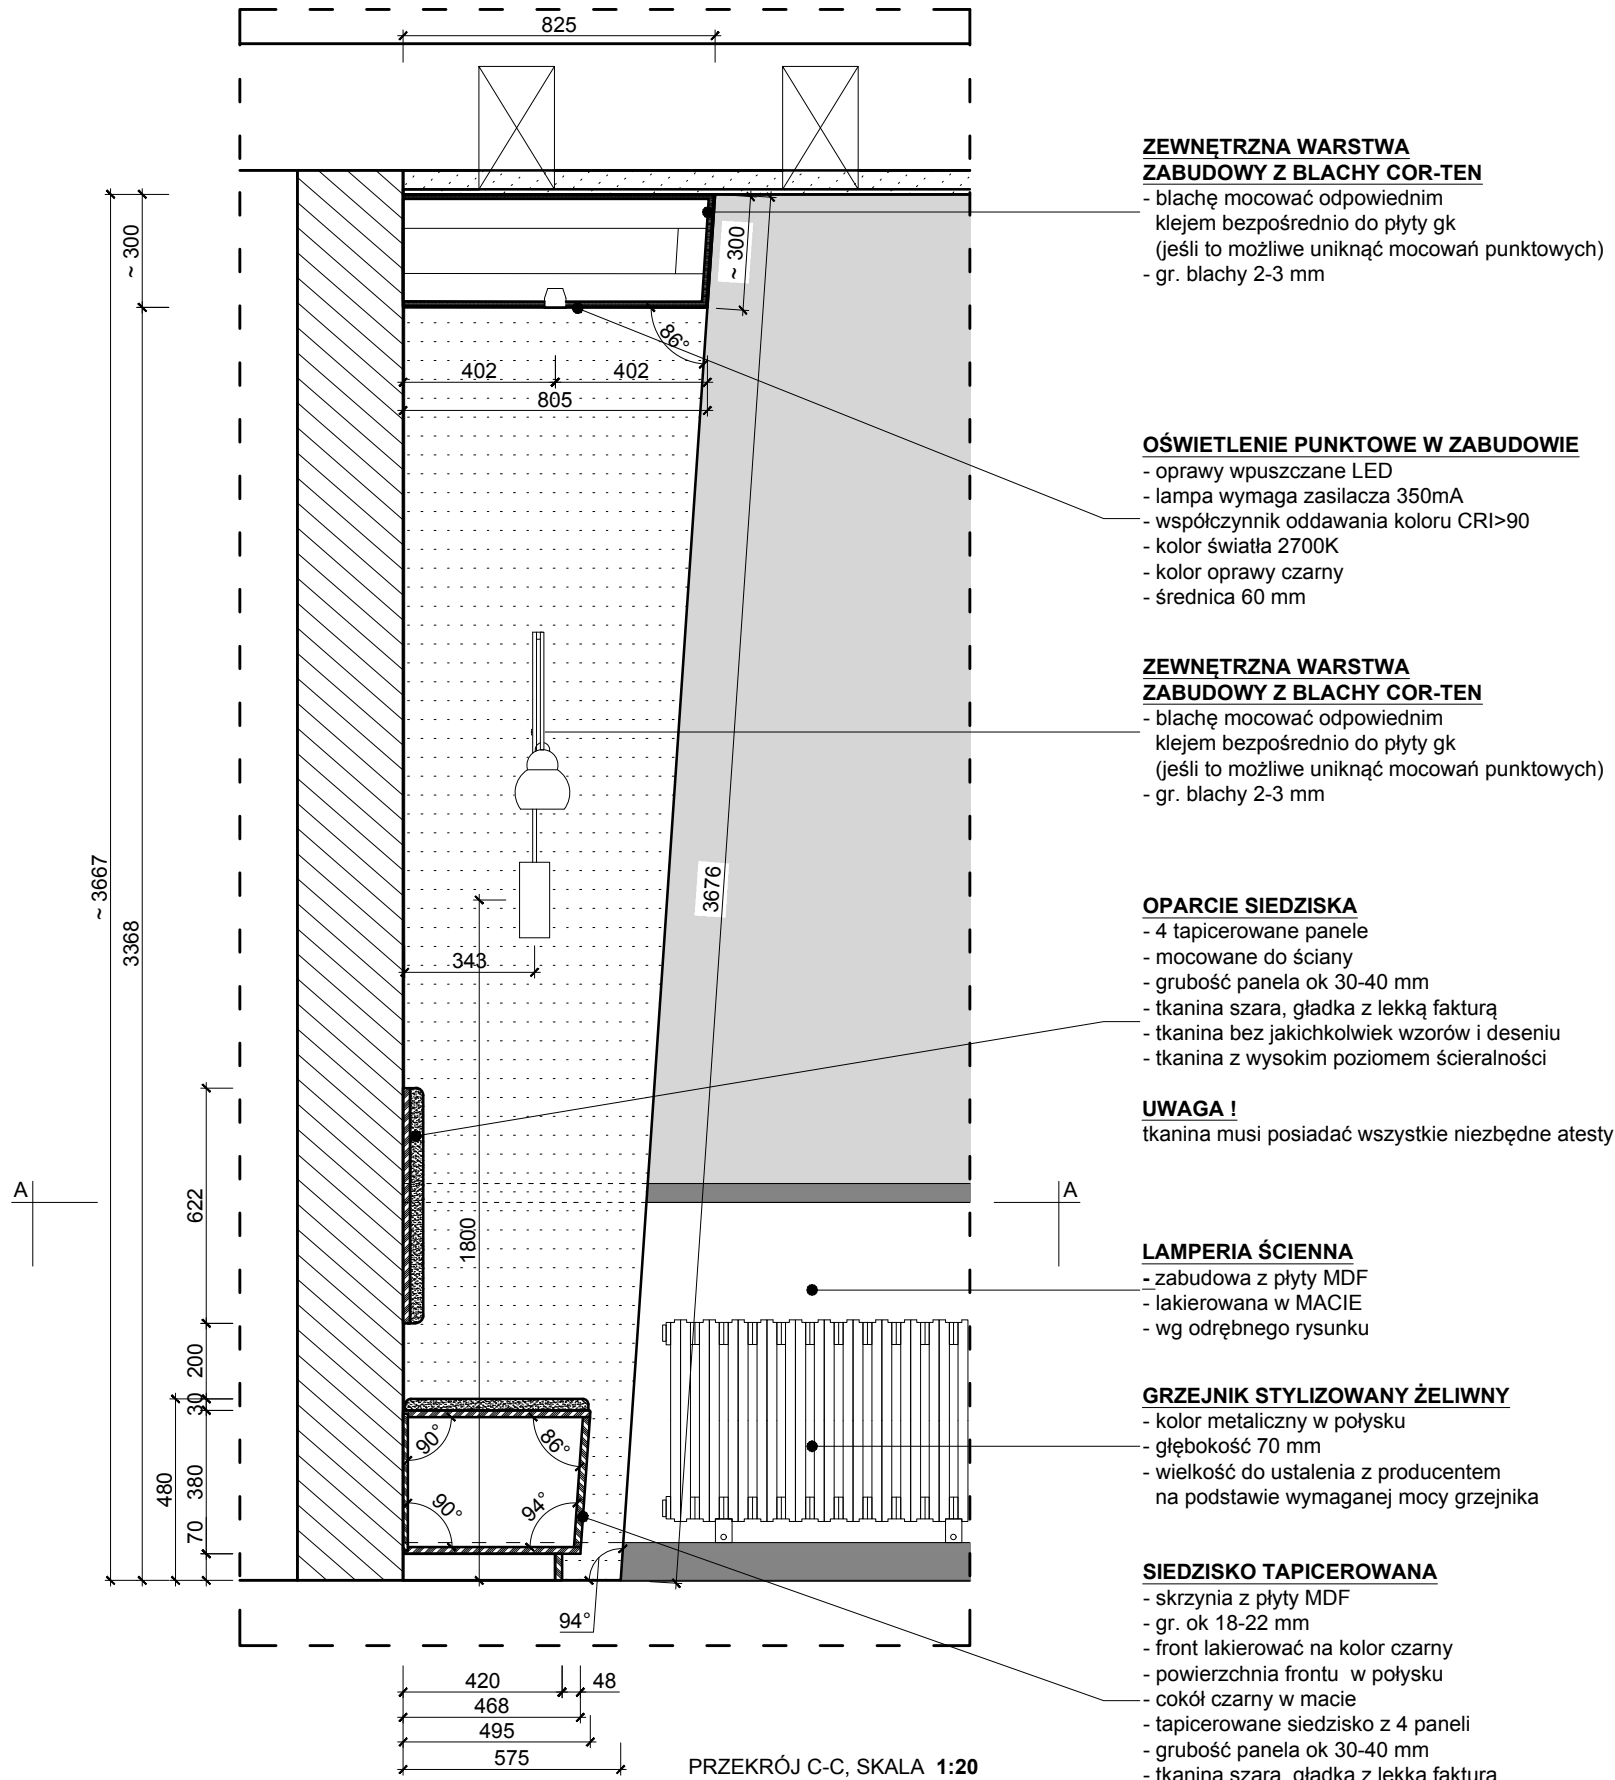 825
ZEWNĘTRZNA WARSTWA
ZABUDOWY Z BLACHY COR-TEN
- blachę mocować odpowiednim
klejem bezpośrednio do płyty gk
(jeśli to możliwe uniknąć mocowań punktowych)
- gr. blachy 2-3 mm
~ 300
~ 300
86°
402
402
805
OŚWIETLENIE PUNKTOWE W ZABUDOWIE
- oprawy wpuszczane LED
- lampa wymaga zasilacza 350mA
- współczynnik oddawania koloru CRI>90
- kolor światła 2700K
- kolor oprawy czarny
- średnica 60 mm
ZEWNĘTRZNA WARSTWA
ZABUDOWY Z BLACHY COR-TEN
- blachę mocować odpowiednim
klejem bezpośrednio do płyty gk
(jeśli to możliwe uniknąć mocowań punktowych)
- gr. blachy 2-3 mm
~ 3667
3368
3676
343
OPARCIE SIEDZISKA
- 4 tapicerowane panele
- mocowane do ściany
- grubość panela ok 30-40 mm
- tkanina szara, gładka z lekką fakturą
- tkanina bez jakichkolwiek wzorów i deseniu
- tkanina z wysokim poziomem ścieralności
UWAGA !
tkanina musi posiadać wszystkie niezbędne atesty
A
A
622
1800
LAMPERIA ŚCIENNA
- zabudowa z płyty MDF
- lakierowana w MACIE
- wg odrębnego rysunku
200
30
380
480
70
90°
86°
90°
94°
94°
GRZEJNIK STYLIZOWANY ŻELIWNY
- kolor metaliczny w połysku
- głębokość 70 mm
- wielkość do ustalenia z producentem
na podstawie wymaganej mocy grzejnika
SIEDZISKO TAPICEROWANA
- skrzynia z płyty MDF
- gr. ok 18-22 mm
- front lakierować na kolor czarny
- powierzchnia frontu w połysku
- cokół czarny w macie
- tapicerowane siedzisko z 4 paneli
- grubość panela ok 30-40 mm
- tkanina szara, gładka z lekką fakturą
420
48
468
495
575
PRZEKRÓJ C-C, SKALA 1:20